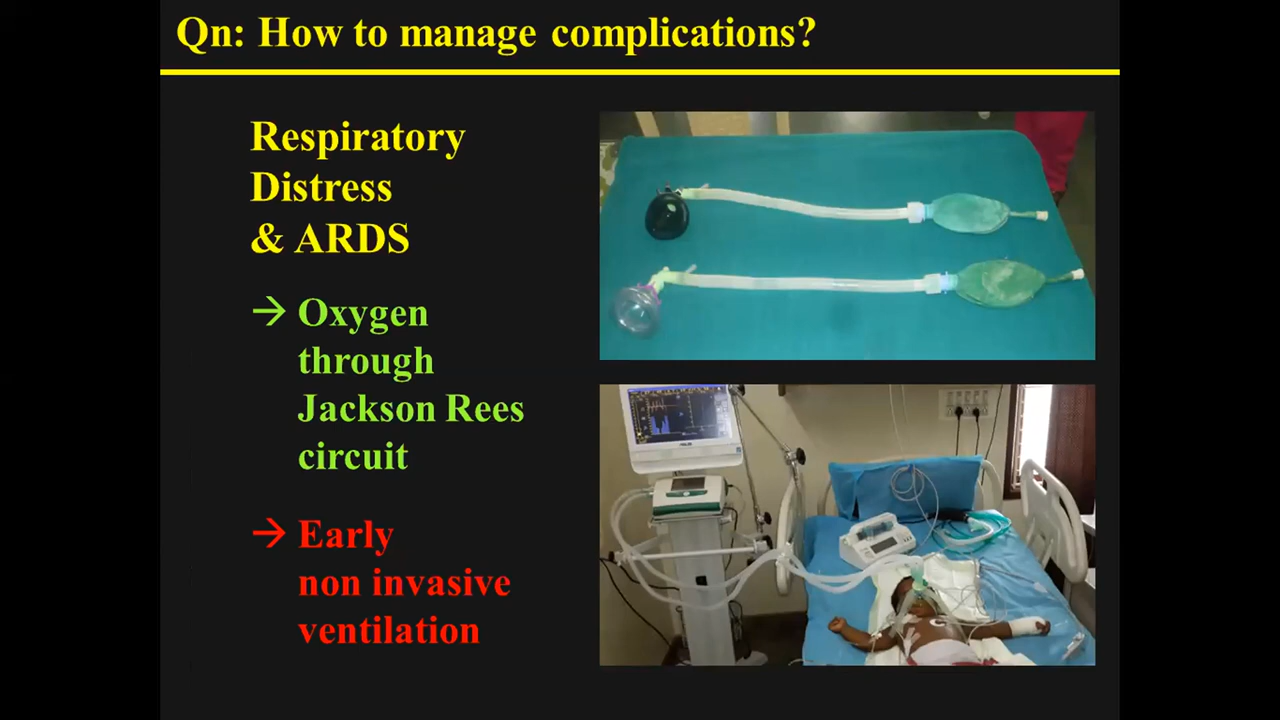 Qn: How to manage complications?
Respiratory
Distress
& ARDS
→ Oxygen
through
Jackson Rees
circuit
→ Early
non invasive
ventilation